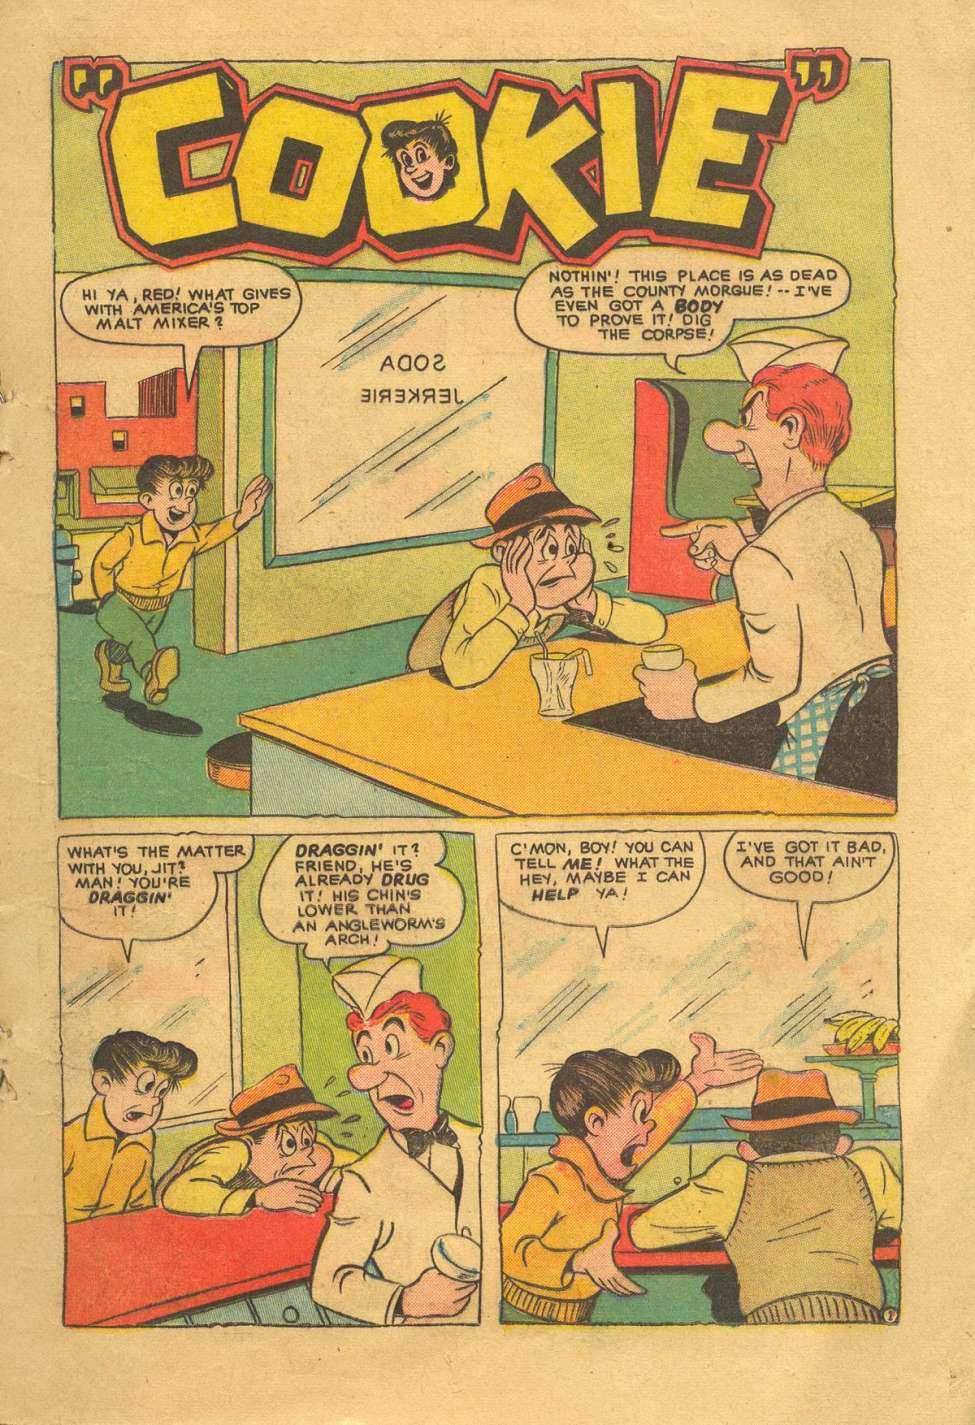 "COOKIE"
HI YA, RED! WHAT GIVES
WITH AMERICA'S TOP
MALT MIXER?
NOTHIN'! THIS PLACE IS AS DEAD
AS THE COUNTY MORGUE! -- I'VE
EVEN GOT A BODY
TO PROVE IT! DIG
THE CORPSE!
SODA
JERKERIE
WHAT'S THE MATTER
WITH YOU, JIT?
MAN! YOU'RE
DRAGGIN'
IT!
DRAGGIN' IT?
FRIEND, HE'S
ALREADY DRUG
IT! HIS CHIN'S
LOWER THAN
AN ANGLEWORM'S
ARCH!
C'MON, BOY! YOU CAN
TELL ME! WHAT THE
HEY, MAYBE I CAN
HELP YA!
I'VE GOT IT BAD,
AND THAT AIN'T
GOOD!
1